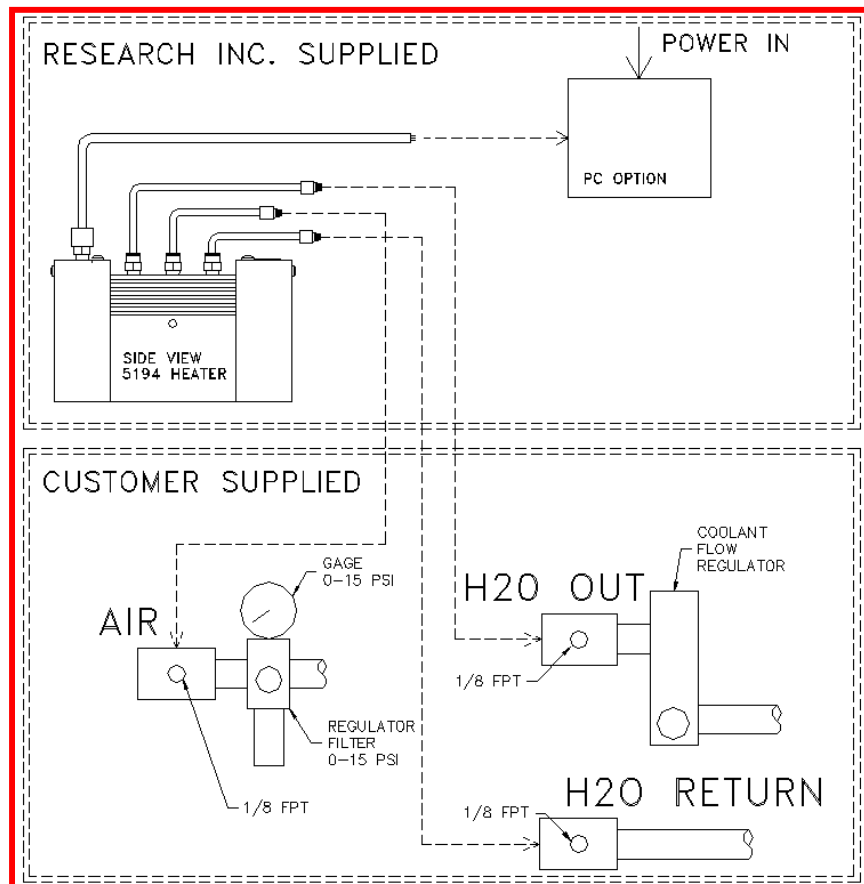 RESEARCH INC. SUPPLIED
POWER IN
PC OPTION
SIDE VIEW
5194 HEATER
CUSTOMER SUPPLIED
GAGE
0-15 PSI
AIR
REGULATOR
FILTER
0-15 PSI
1/8 FPT
COOLANT
FLOW
REGULATOR
H2O OUT
1/8 FPT
H2O RETURN
1/8 FPT